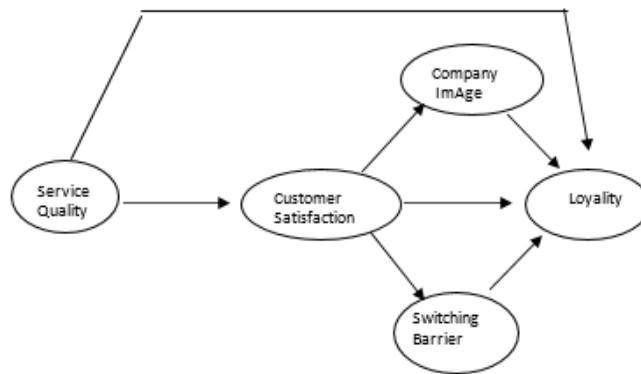 Company
ImAge
Service
Quality
Customer
Satisfaction
Loyality
Switching
Barrier